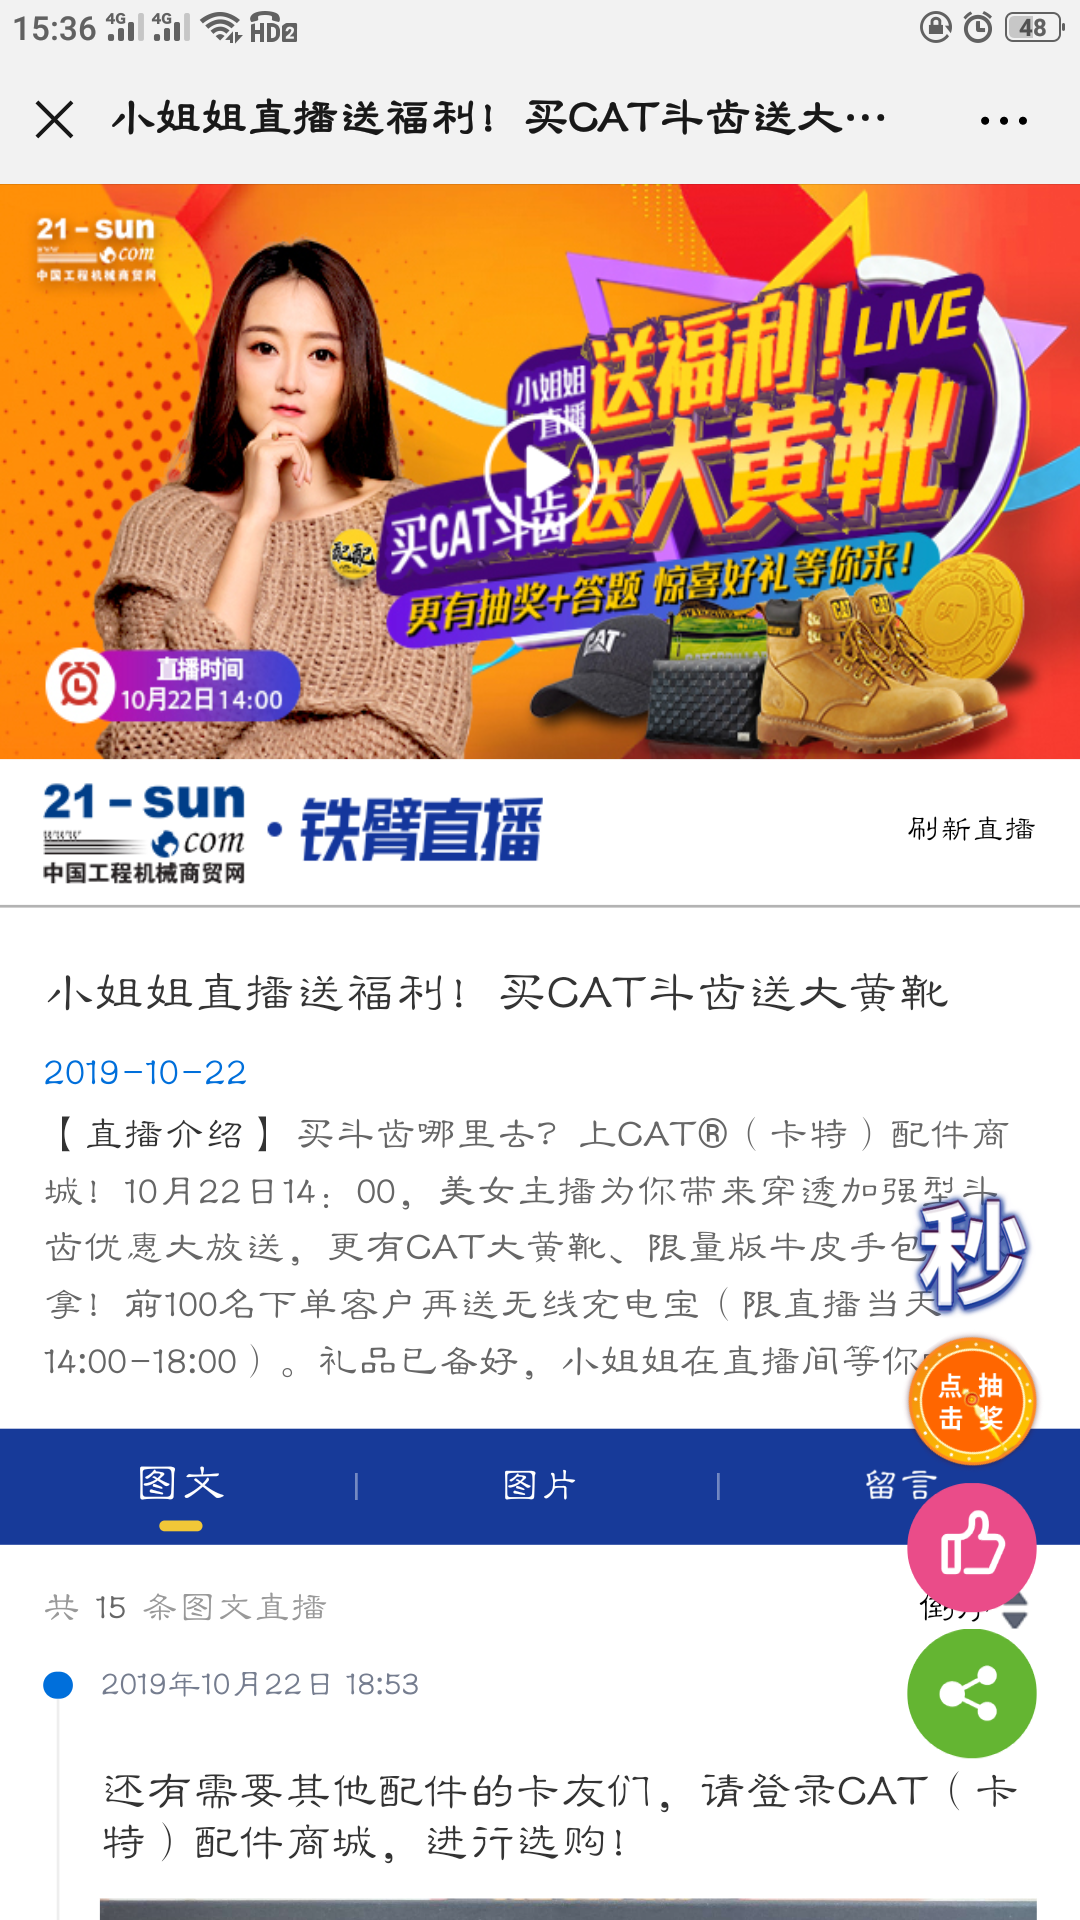 15:36 4G 4G HD2 48
小姐姐直播送福利！买CAT斗齿送大…
21-sun
www.com
中国工程机械商贸网
小姐姐
直播
送福利！LIVE
买CAT斗齿
送大黄靴
配配
更有抽奖+答题 惊喜好礼等你来！
CAT
CAT CAT
直播时间
10月22日14:00
21-sun
www.com
中国工程机械商贸网
·铁臂直播
刷新直播
小姐姐直播送福利！买CAT斗齿送大黄靴
2019-10-22
【直播介绍】买斗齿哪里去？上CAT®（卡特）配件商
城！10月22日14：00，美女主播为你带来穿透加强型斗
齿优惠大放送，更有CAT大黄靴、限量版牛皮手包
拿！前100名下单客户再送无线充电宝（限直播当天
14:00-18:00）。礼品已备好，小姐姐在直播间等你
秒
点击
抽奖
图文 | 图片 | 留言
共 15 条图文直播
倒序
2019年10月22日 18:53
还有需要其他配件的卡友们，请登录CAT（卡
特）配件商城，进行选购！